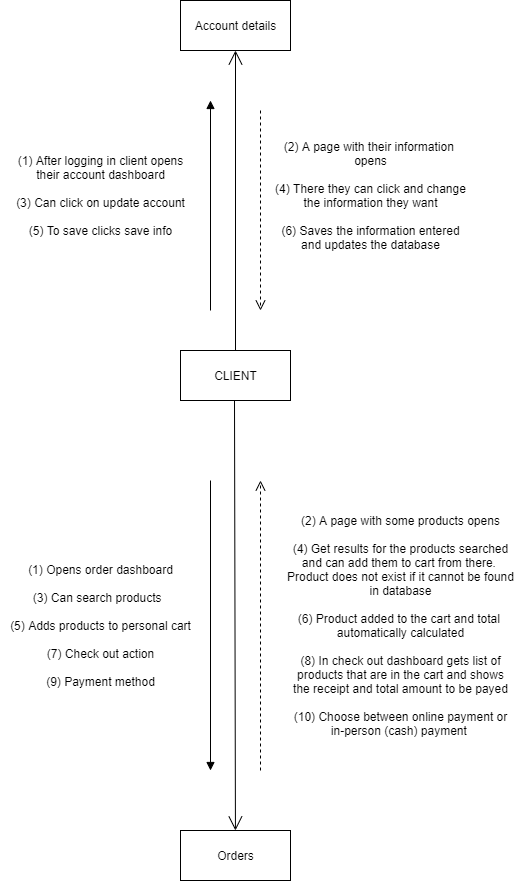 Account details
(1) After logging in client opens
their account dashboard
(3) Can click on update account
(5) To save clicks save info
(2) A page with their information
opens
(4) There they can click and change
the information they want
(6) Saves the information entered
and updates the database
CLIENT
(1) Opens order dashboard
(3) Can search products
(5) Adds products to personal cart
(7) Check out action
(9) Payment method
(2) A page with some products opens
(4) Get results for the products searched
and can add them to cart from there.
Product does not exist if it cannot be found
in database
(6) Product added to the cart and total
automatically calculated
(8) In check out dashboard gets list of
products that are in the cart and shows
the receipt and total amount to be payed
(10) Choose between online payment or
in-person (cash) payment
Orders